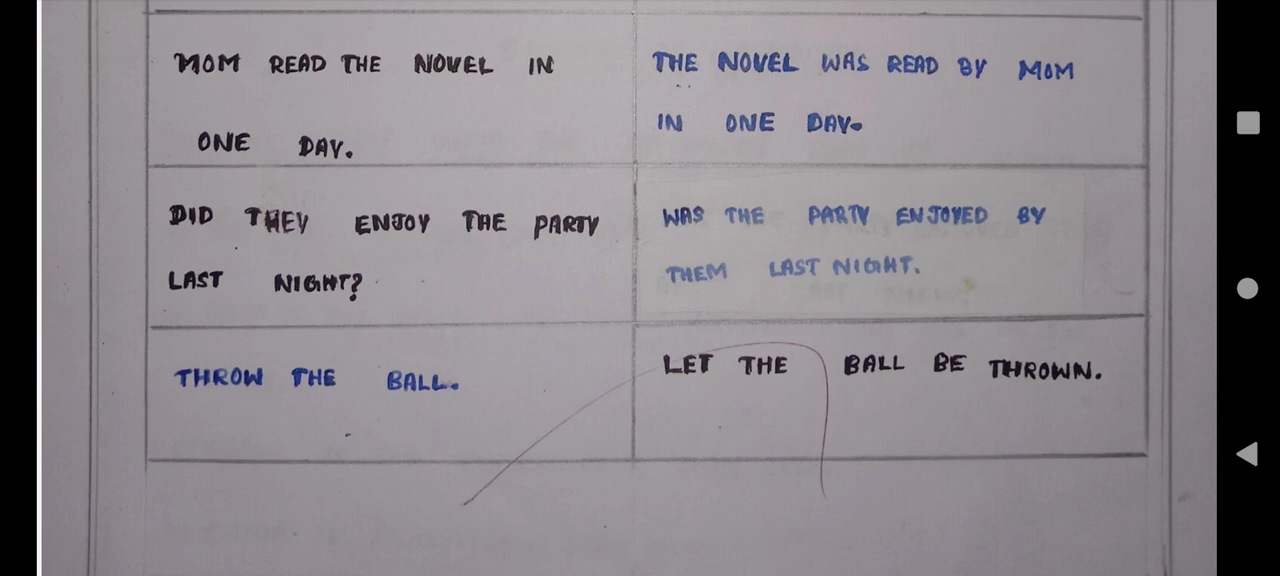 MOM READ THE NOVEL IN
ONE DAY.
THE NOVEL WAS READ BY MOM
IN ONE DAY.
DID THEY ENJOY THE PARTY
LAST NIGHT?
WAS THE PARTY ENJOYED BY
THEM LAST NIGHT.
THROW THE BALL.
LET THE BALL BE THROWN.